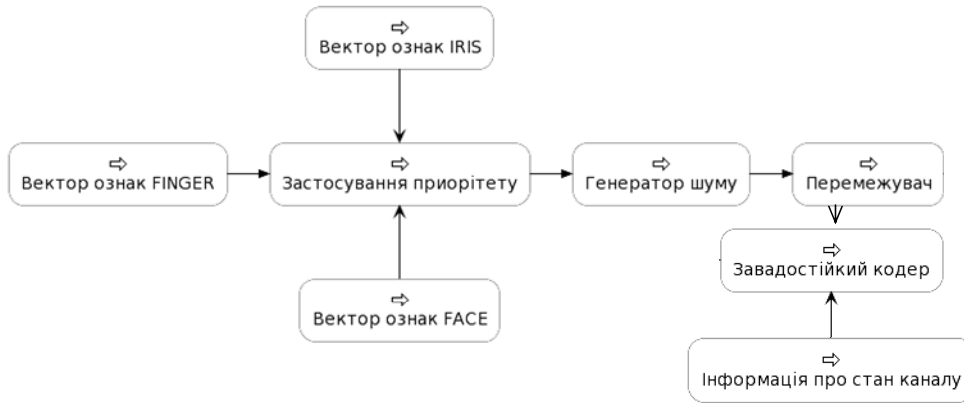 Вектор ознак IRIS
Вектор ознак FINGER
Застосування приорітету
Генератор шуму
Перемежувач
Завадостійкий кодер
Вектор ознак FACE
Інформація про стан каналу